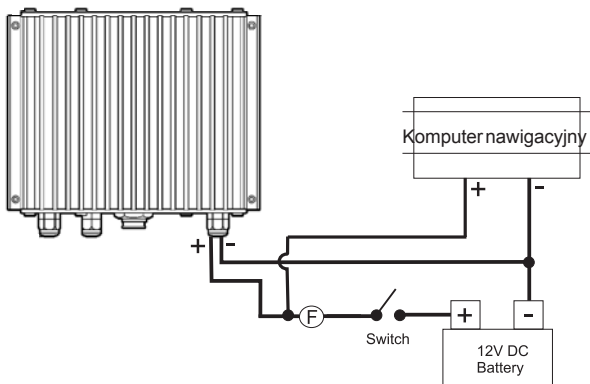 Komputer nawigacyjny
+ -
+ -
F
Switch
+ -
12V DC
Battery